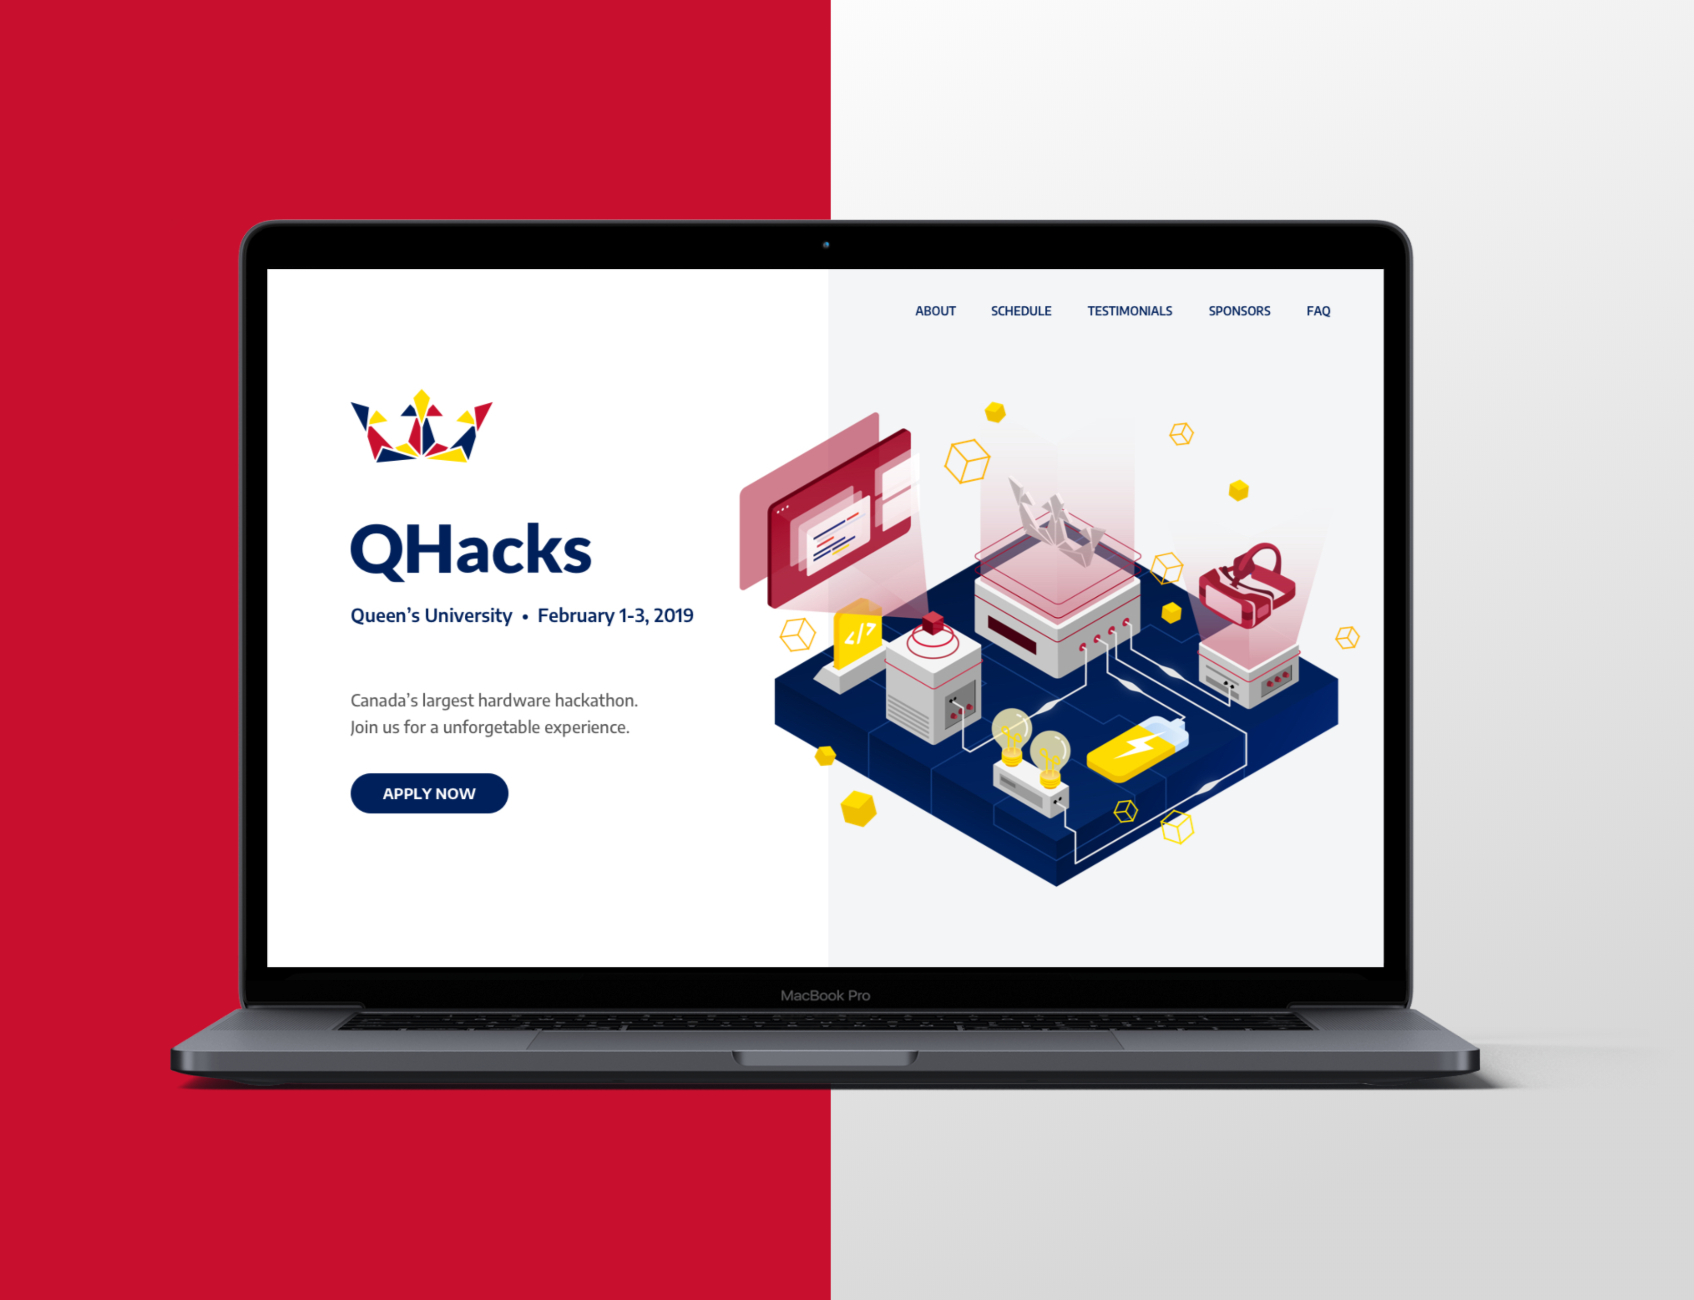 ABOUT SCHEDULE TESTIMONIALS SPONSORS FAQ
QHacks
Queen's University • February 1-3, 2019
Canada's largest hardware hackathon.
Join us for a unforgetable experience.
APPLY NOW
</>
MacBook Pro